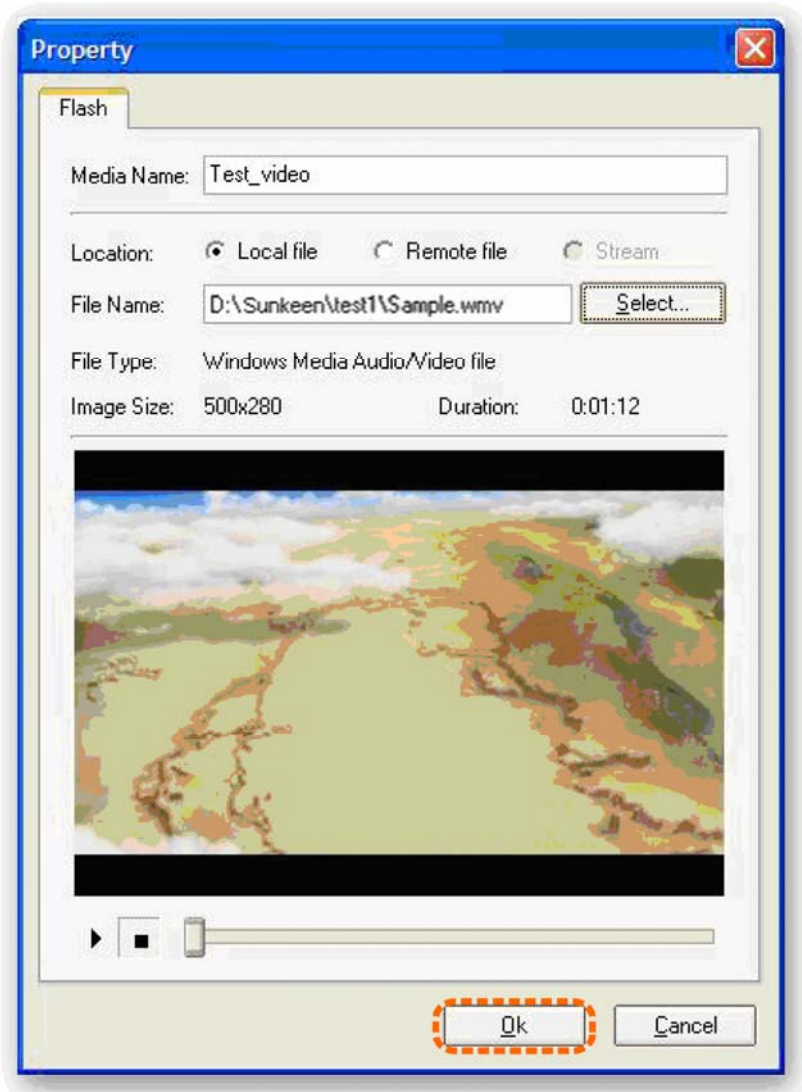 Property
Flash
Media Name: Test_video
Location: Local file Remote file Stream
File Name: D:\Sunkeen\test1\Sample.wmv Select...
File Type: Windows Media Audio/Video file
Image Size: 500x280 Duration: 0:01:12
Ok Cancel